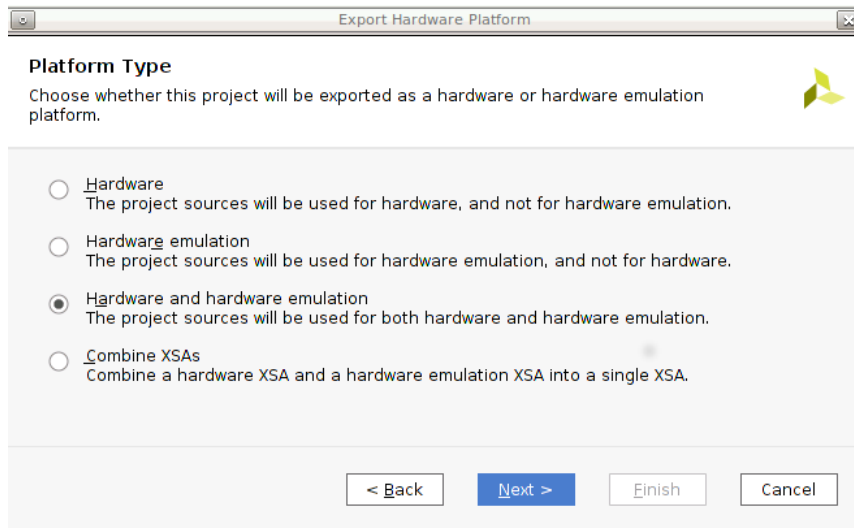 Export Hardware Platform
Platform Type
Choose whether this project will be exported as a hardware or hardware emulation
platform.
Hardware
The project sources will be used for hardware, and not for hardware emulation.
Hardware emulation
The project sources will be used for hardware emulation, and not for hardware.
Hardware and hardware emulation
The project sources will be used for both hardware and hardware emulation.
Combine XSAs
Combine a hardware XSA and a hardware emulation XSA into a single XSA.
< Back Next > Finish Cancel